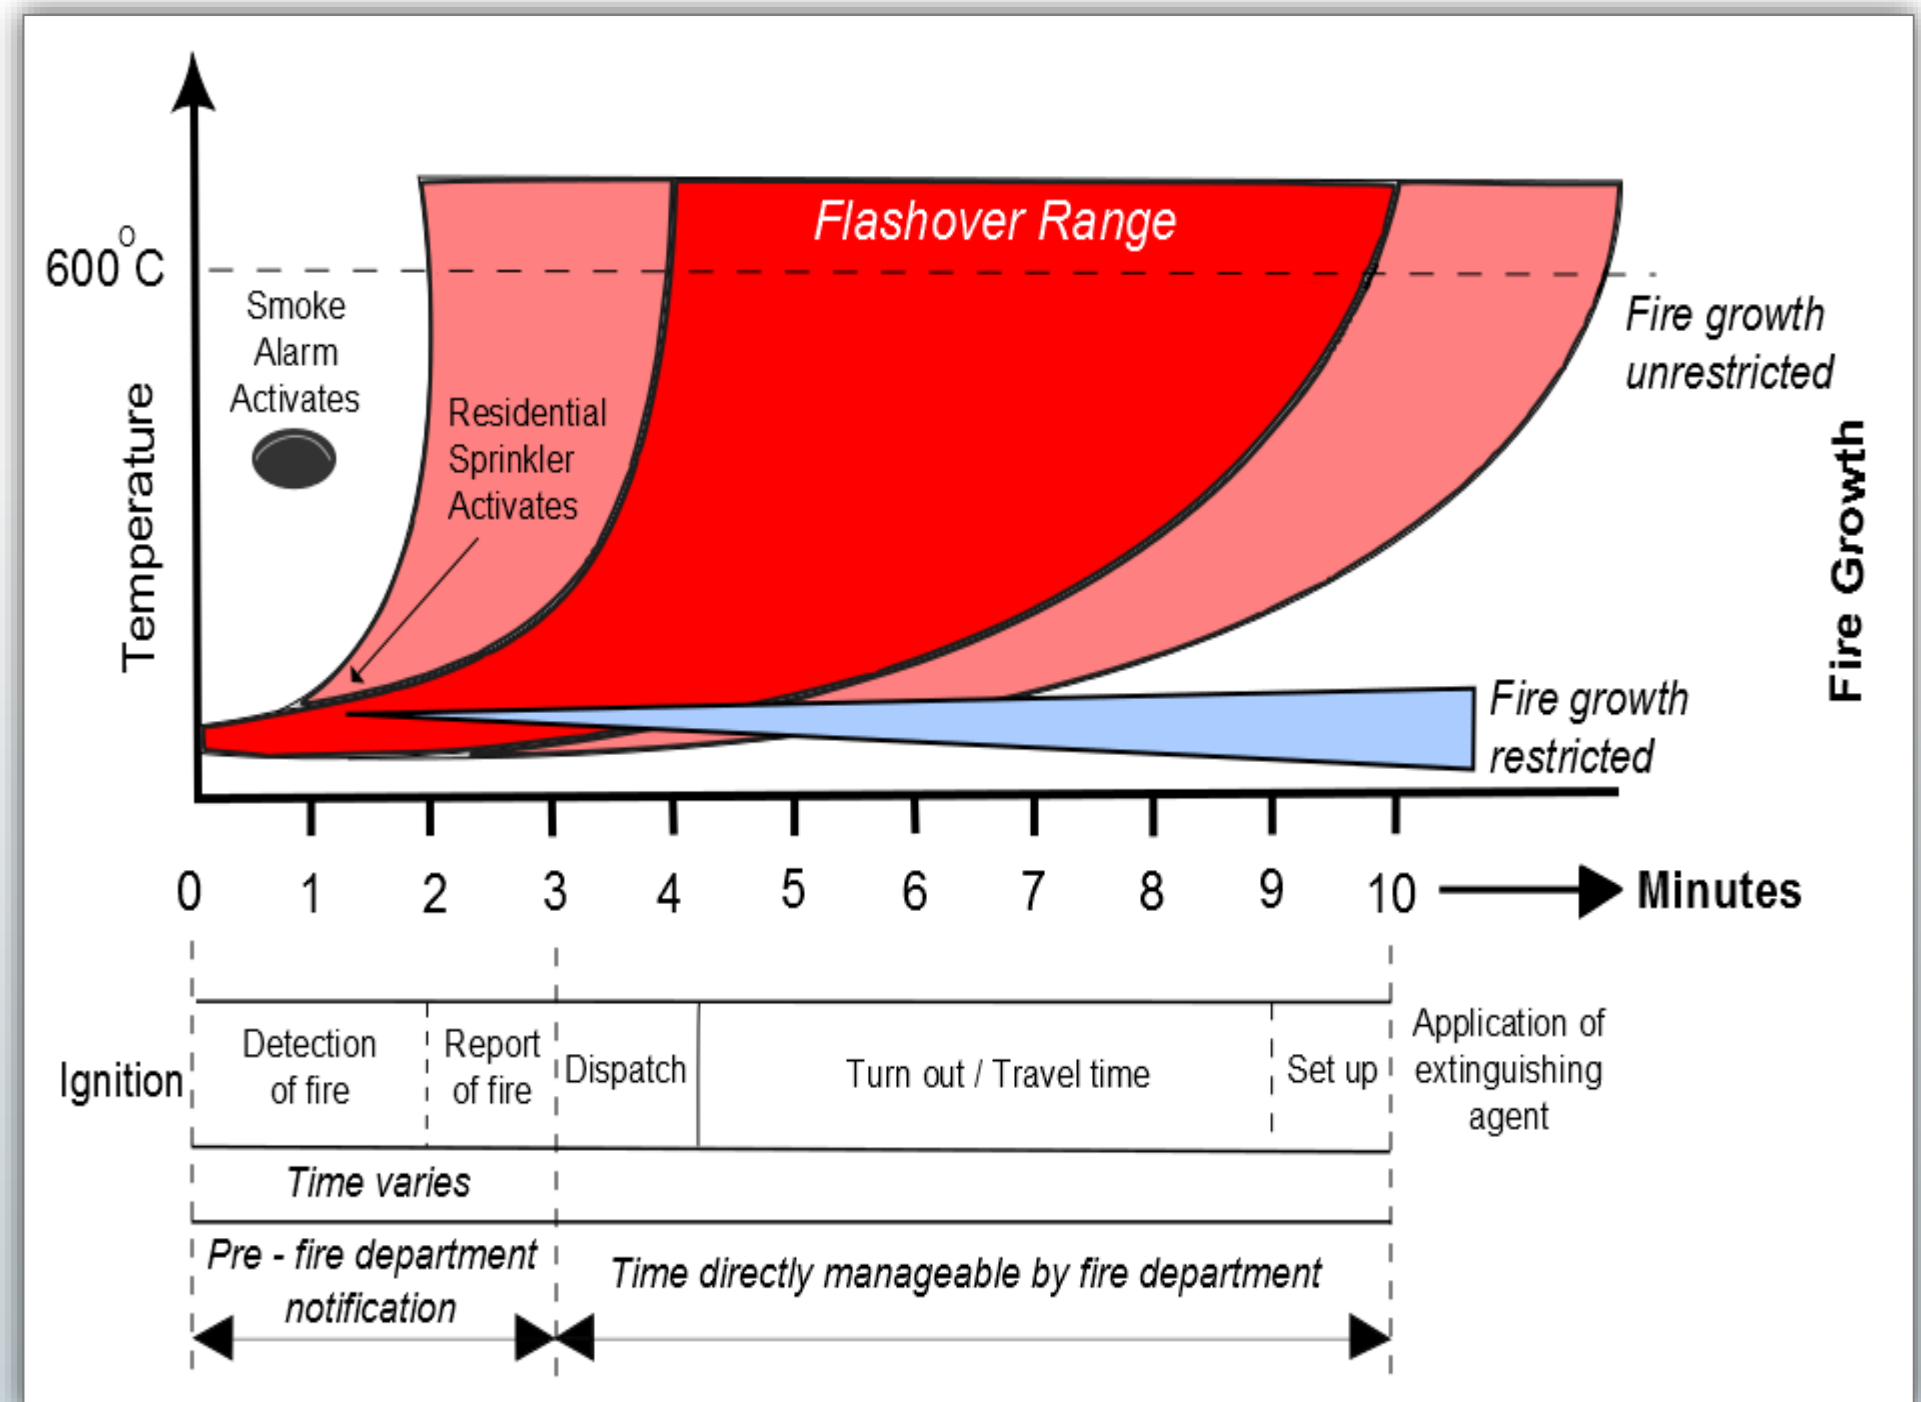 Flashover Range
600°C
Smoke
Alarm
Activates
Residential
Sprinkler
Activates
Temperature
Fire growth
unrestricted
Fire Growth
Fire growth
restricted
0 1 2 3 4 5 6 7 8 9 10 Minutes
Ignition
Detection
of fire
Report
of fire
Dispatch
Turn out / Travel time
Set up
Application of
extinguishing
agent
Time varies
Pre - fire department
notification
Time directly manageable by fire department